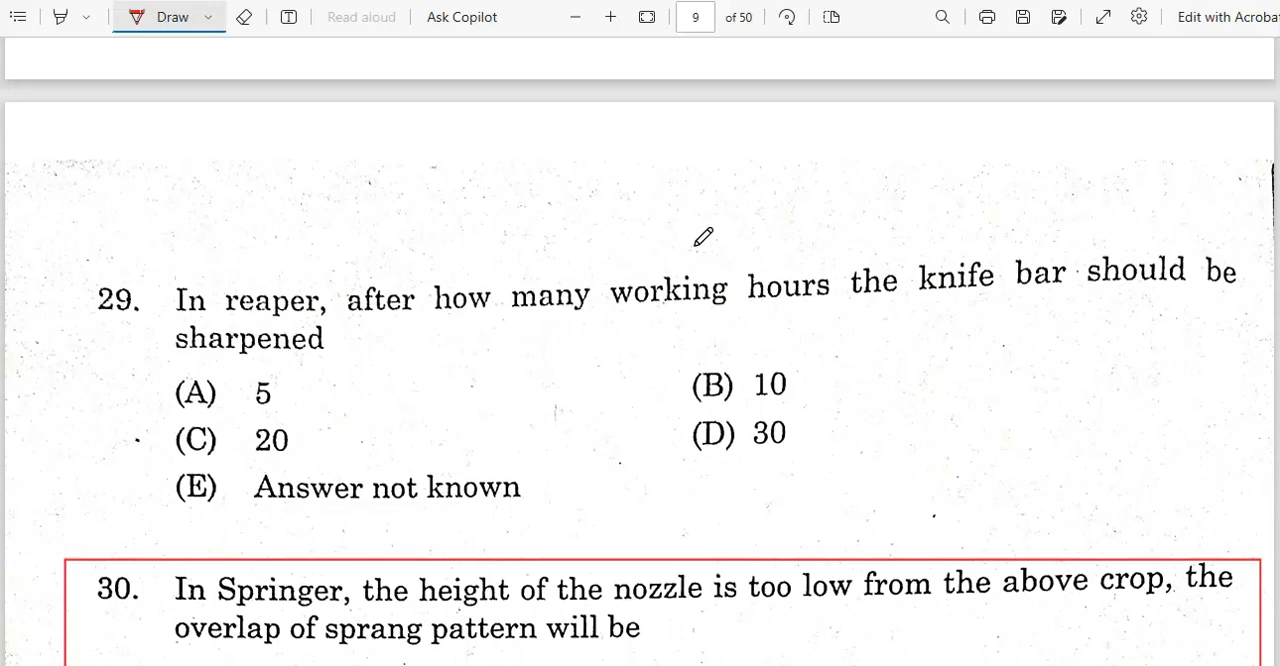 Draw Read aloud Ask Copilot 9 of 50 Edit with Acroba
29. In reaper, after how many working hours the knife bar should be
sharpened
(A) 5 (B) 10
(C) 20 (D) 30
(E) Answer not known
30. In Springer, the height of the nozzle is too low from the above crop, the
overlap of sprang pattern will be